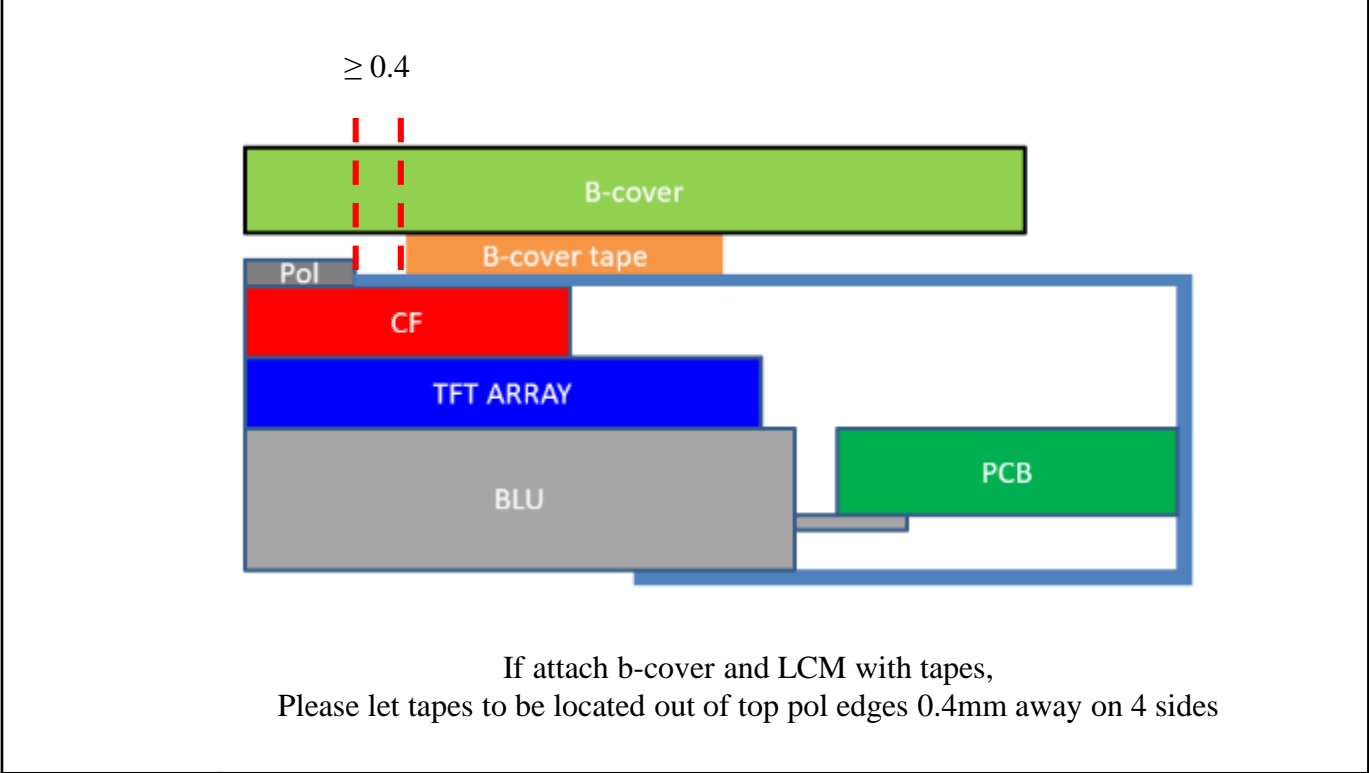 ≥ 0.4
B-cover
B-cover tape
Pol
CF
TFT ARRAY
PCB
BLU
If attach b-cover and LCM with tapes,
Please let tapes to be located out of top pol edges 0.4mm away on 4 sides